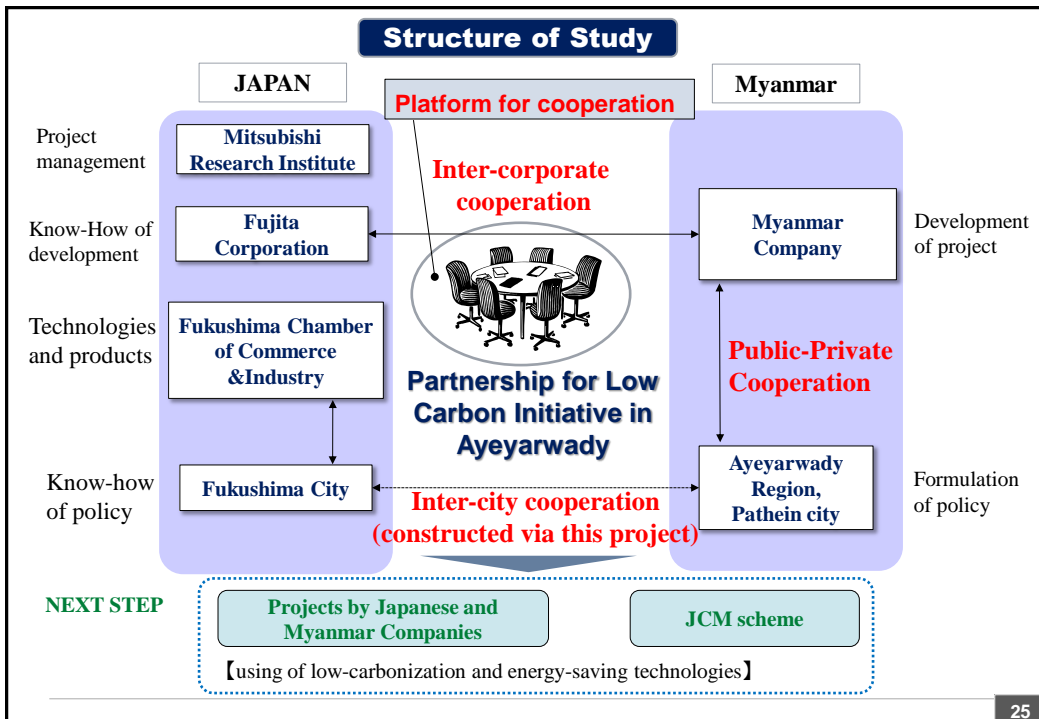 Structure of Study
JAPAN
Platform for cooperation
Myanmar
Project
management
Mitsubishi
Research Institute
Inter-corporate
cooperation
Know-How of
development
Fujita
Corporation
Myanmar
Company
Development
of project
Technologies
and products
Fukushima Chamber
of Commerce
&Industry
Public-Private
Cooperation
Partnership for Low
Carbon Initiative in
Ayeyarwady
Know-how
of policy
Fukushima City
Inter-city cooperation
(constructed via this project)
Ayeyarwady
Region,
Pathein city
Formulation
of policy
NEXT STEP
Projects by Japanese and
Myanmar Companies
JCM scheme
【using of low-carbonization and energy-saving technologies】
25